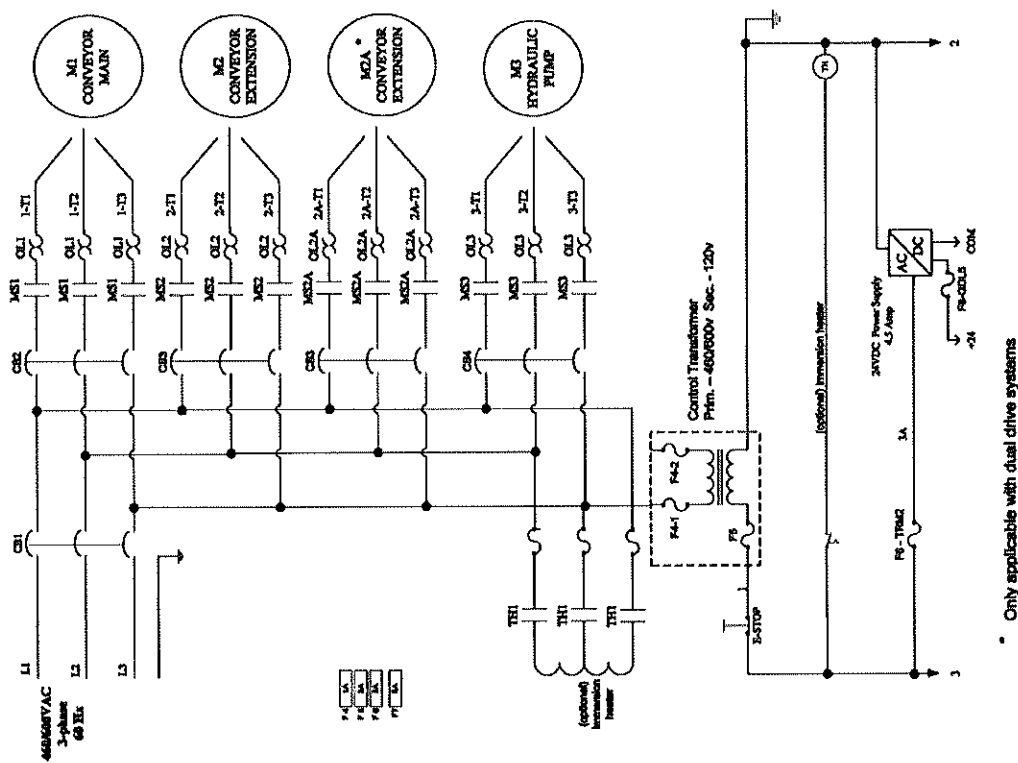 460/600VAC
3-phase
60 Hz
L1
L2
L3
CB1
CB2
MS1
MS1
MS1
OL1
OL1
OL1
1-T1
1-T2
1-T3
M1
CONVEYOR
MAIN
CB3
MS2
MS2
MS2
OL2
OL2
OL2
2-T1
2-T2
2-T3
M2
CONVEYOR
EXTENSION
CB3
MS2A
MS2A
MS2A
OL2A
OL2A
OL2A
2A-T1
2A-T2
2A-T3
M2A *
CONVEYOR
EXTENSION
CB4
MS3
MS3
MS3
OL3
OL3
OL3
3-T1
3-T2
3-T3
M3
HYDRAULIC
PUMP
TH1
TH1
TH1
(optional)
immersion
heater
Control Transformer
Prim. – 460/600v Sec. - 120v
F4-1
F4-2
F5
E-STOP
1
(optional) immersion heater
TH
F6 - TRM2
3A
24VDC Power Supply
4.5 Amp
AC
DC
COM
+24
3
2
* Only applicable with dual drive systems